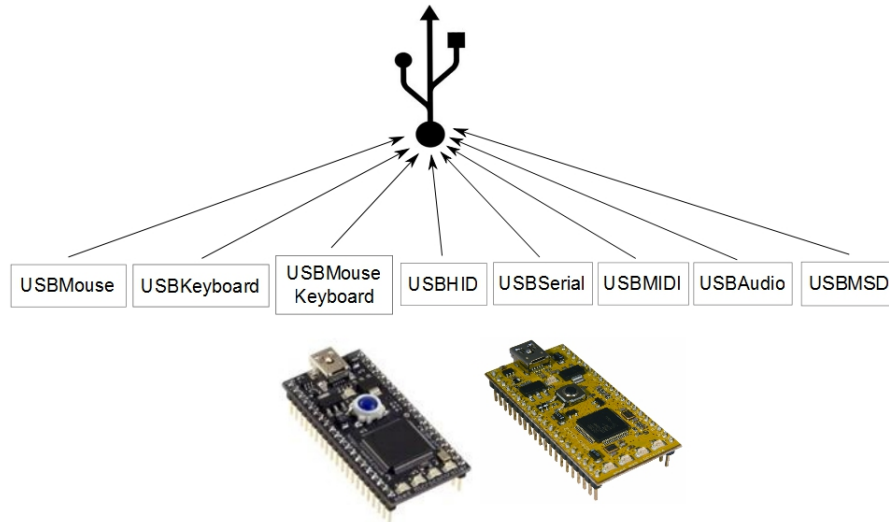 USBMouse
USBKeyboard
USBMouse
Keyboard
USBHID
USBSerial
USBMIDI
USBAudio
USBMSD